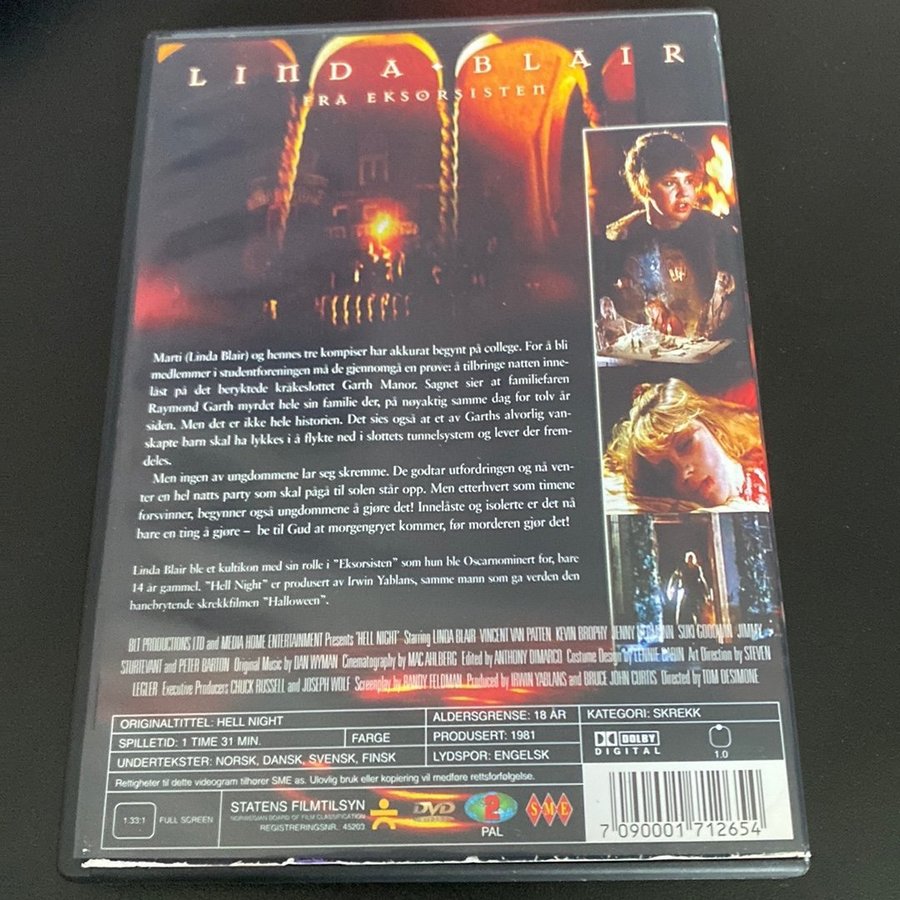 LINDA · BLAIR
FRA EKSORSISTEN
Marti (Linda Blair) og hennes tre kompiser har akkurat begynt på college. For å bli
medlemmer i studentforeningen må de gjennomgå en prøve: å tilbringe natten inne-
låst på det beryktede kråkeslottet Garth Manor. Sagnet sier at familiefaren
Raymond Garth myrdet hele sin familie der, på nøyaktig samme dag for tolv år
siden. Men det er ikke hele historien. Det sies også at et av Garths alvorlig van-
skapte barn skal ha lykkes i å flykte ned i slottets tunnelsystem og lever der frem-
deles.
Men ingen av ungdommene lar seg skremme. De godtar utfordringen og nå ven-
ter en hel natts party som skal pågå til solen står opp. Men etterhvert som timene
forsvinner, begynner også ungdommene å gjøre det! Innelåste og isolerte er det nå
bare en ting å gjøre – be til Gud at morgengryet kommer, før morderen gjør det!
Linda Blair ble et kultikon med sin rolle i "Eksorsisten" som hun ble Oscarnominert for, bare
14 år gammel. "Hell Night" er produsert av Irwin Yablans, samme mann som ga verden den
banebrytende skrekkfilmen "Halloween".
BLT PRODUCTIONS LTD and MEDIA HOME ENTERTAINMENT Presents "HELL NIGHT" Starring LINDA BLAIR VINCENT VAN PATTEN KEVIN BROPHY JENNY NEUMANN SUKI GOODWIN JIMMY
STURTEVANT and PETER BARTON Original Music by DAN WYMAN Cinematography by MAC AHLBERG Edited by ANTHONY DIMARCO Costume Design by LENNIE BARIN Art Direction by STEVEN
LEGLER Executive Producers CHUCK RUSSELL and JOSEPH WOLF Screenplay by RANDY FELDMAN Produced by IRWIN YABLANS and BRUCE JOHN CURTIS Directed by TOM DESIMONE
ORIGINALTITTEL: HELL NIGHT ALDERSGRENSE: 18 ÅR KATEGORI: SKREKK
SPILLETID: 1 TIME 31 MIN. FARGE PRODUSERT: 1981
UNDERTEKSTER: NORSK, DANSK, SVENSK, FINSK LYDSPOR: ENGELSK
DOLBY
DIGITAL
1.0
Rettigheter til dette videogram tilhører SME as. Ulovlig bruk eller kopiering vil medføre rettsforfølgelse.
1.33:1 FULL SCREEN
STATENS FILMTILSYN
NORWEGIAN BOARD OF FILM CLASSIFICATION
REGISTRERINGSNR. 45203
DVD
2
PAL
SME
7 090001 712654